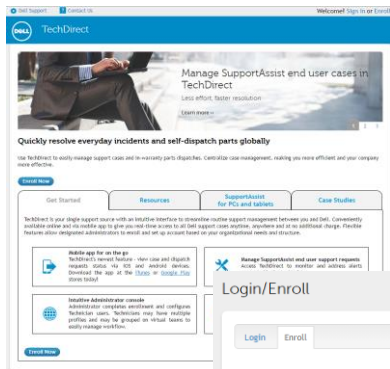 Dell Support Contact Us Welcome! Sign In or Enroll
DELL TechDirect
Manage SupportAssist end user cases in
TechDirect
Less effort, faster resolution
Learn more
Quickly resolve everyday incidents and self-dispatch parts globally
Use TechDirect to easily manage support cases and in-warranty parts dispatches. Centralize case management, making you more efficient and your company
more effective.
Enroll Now
Get Started Resources SupportAssist for PCs and tablets Case Studies
TechDirect is your single support source with an intuitive interface to streamline routine support management between you and Dell. Conveniently
available online and via mobile app to give you real-time access to all Dell support cases anytime, anywhere and at no additional charge. Flexible
features allow designated administrators to enroll and set up account based on your organizational needs and structure.
Mobile app for on the go
TechDirect's newest feature - view case and dispatch
requests status via iOS and Android devices.
Download the app at the iTunes or Google Play
stores today!
Manage SupportAssist end user support requests
Access TechDirect to monitor and address alerts
Intuitive Administrator console
Administrator completes enrollment and configures
Technician users. Technicians may have multiple
profiles and may be grouped on virtual teams to
easily manage workflow.
Enroll Now
Login/Enroll
Login Enroll